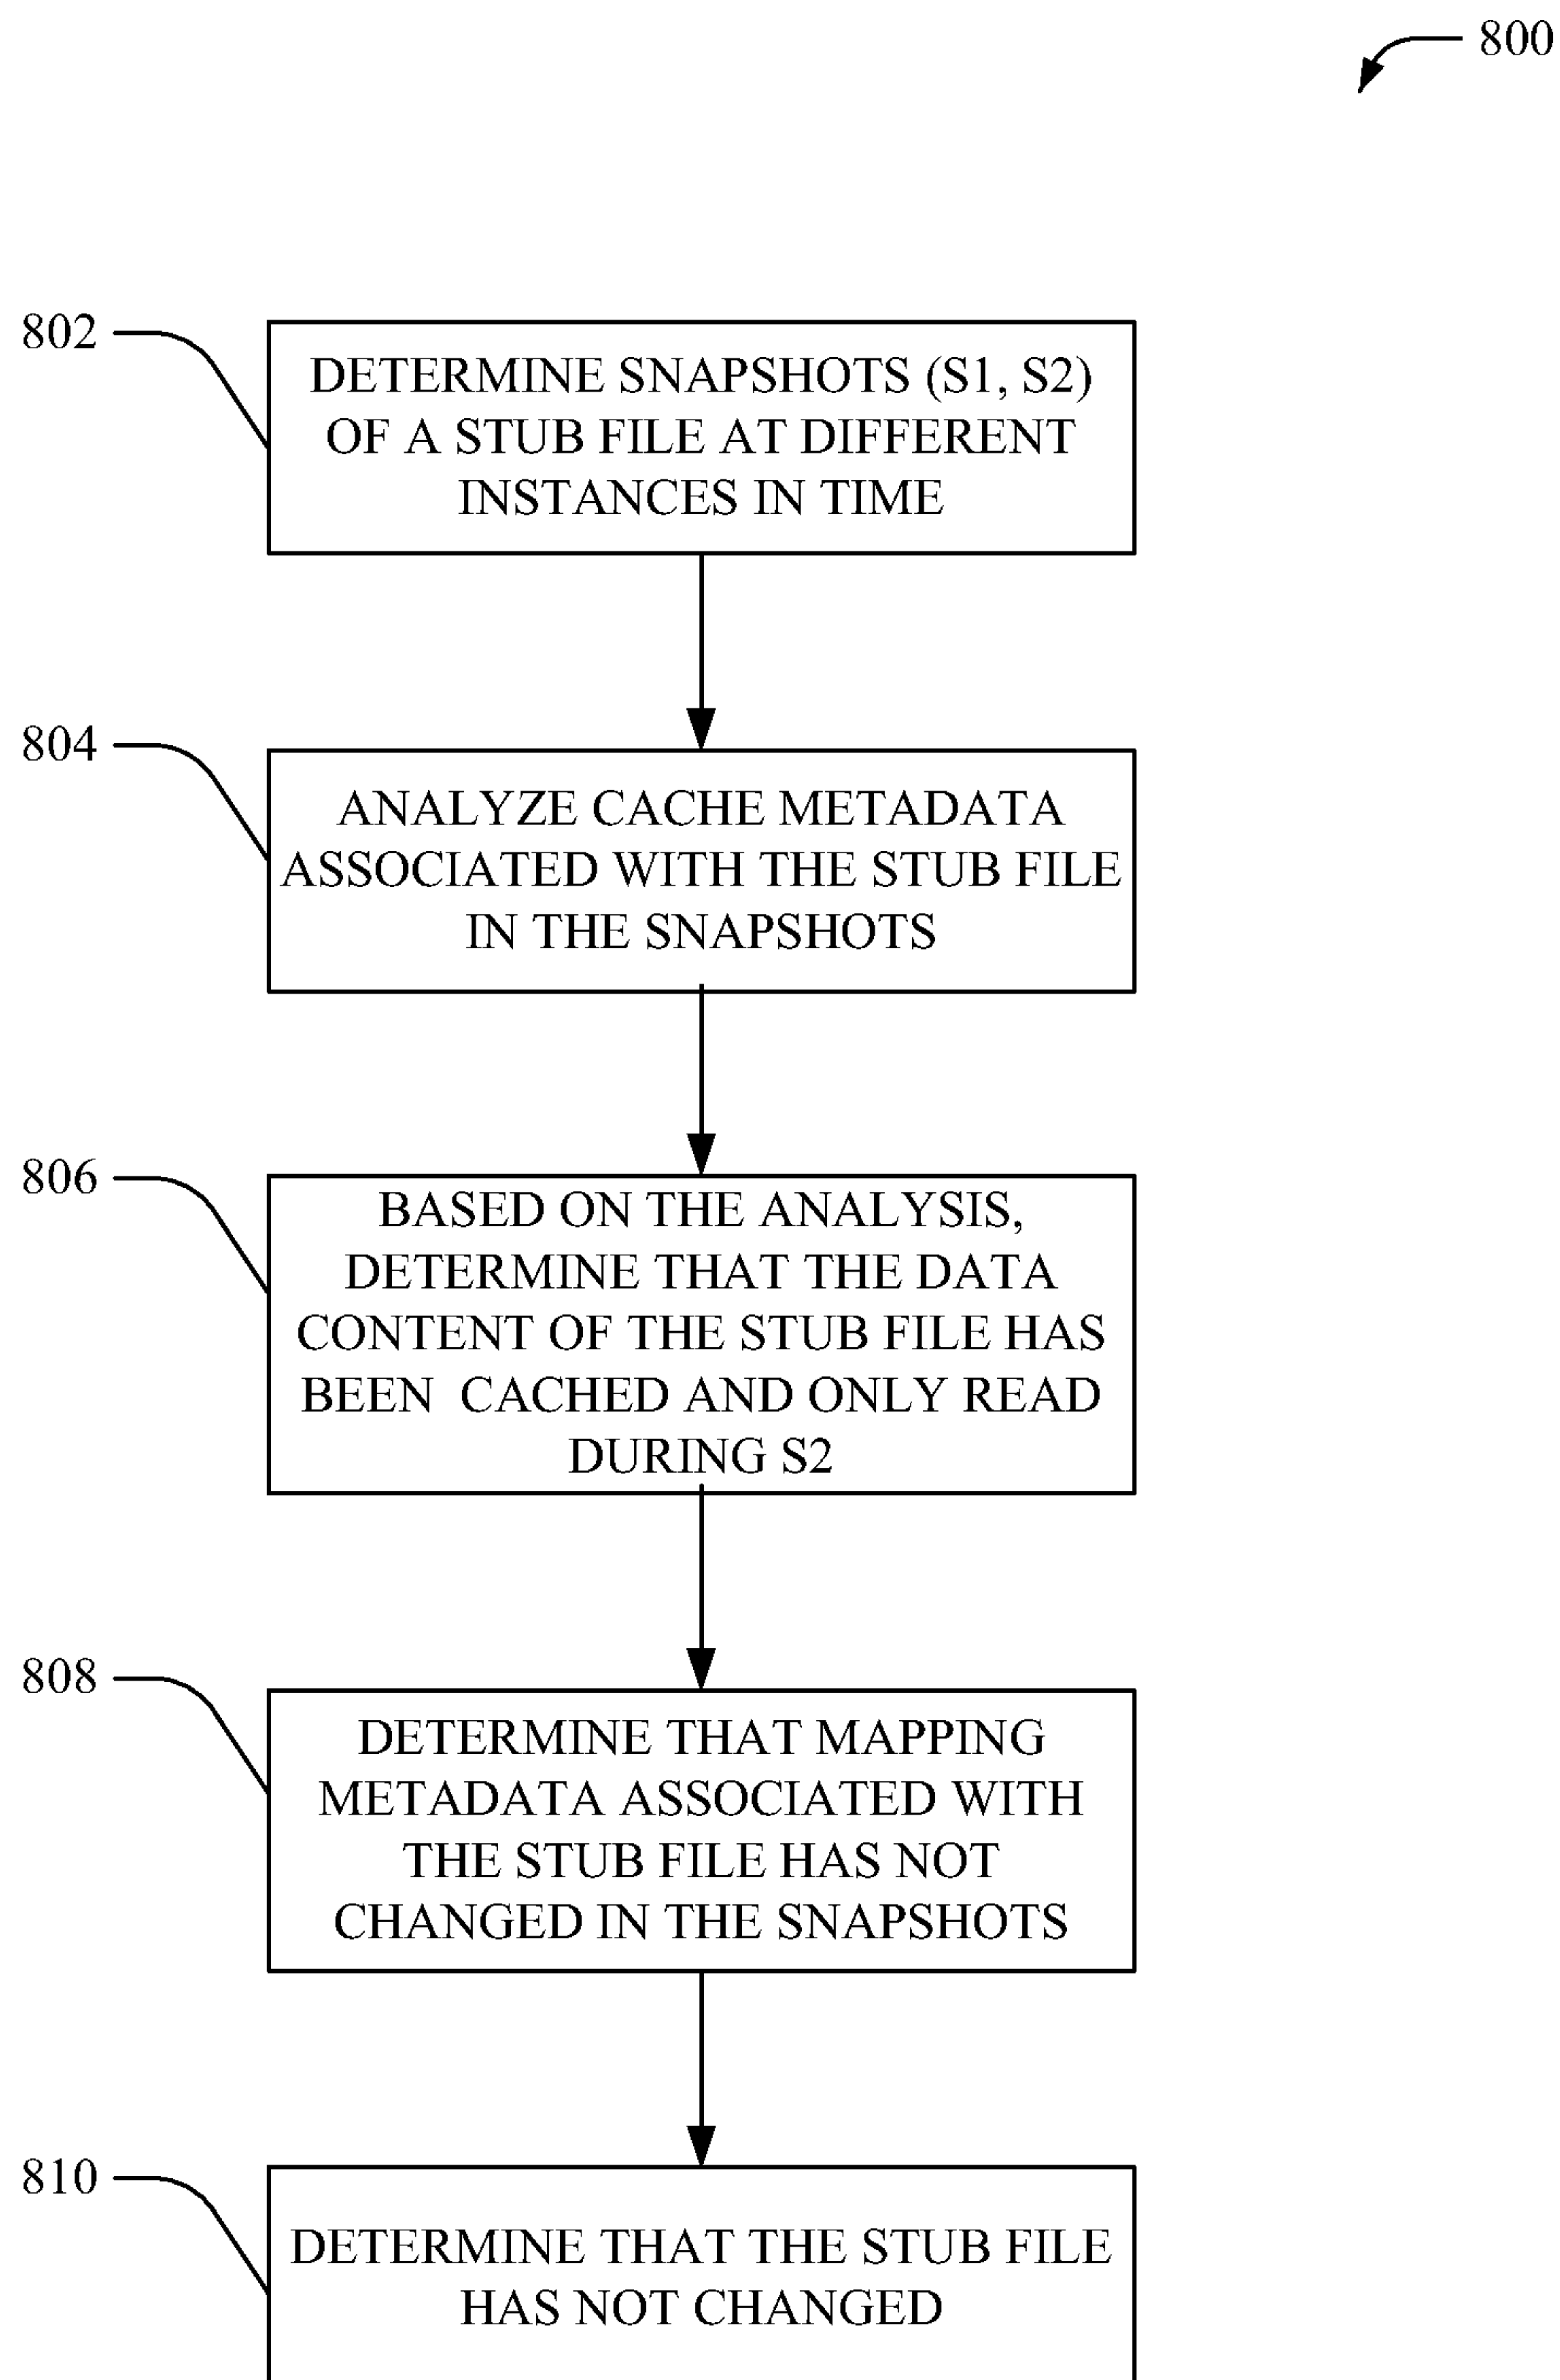 800
802
DETERMINE SNAPSHOTS (S1, S2)
OF A STUB FILE AT DIFFERENT
INSTANCES IN TIME
804
ANALYZE CACHE METADATA
ASSOCIATED WITH THE STUB FILE
IN THE SNAPSHOTS
806
BASED ON THE ANALYSIS,
DETERMINE THAT THE DATA
CONTENT OF THE STUB FILE HAS
BEEN CACHED AND ONLY READ
DURING S2
808
DETERMINE THAT MAPPING
METADATA ASSOCIATED WITH
THE STUB FILE HAS NOT
CHANGED IN THE SNAPSHOTS
810
DETERMINE THAT THE STUB FILE
HAS NOT CHANGED